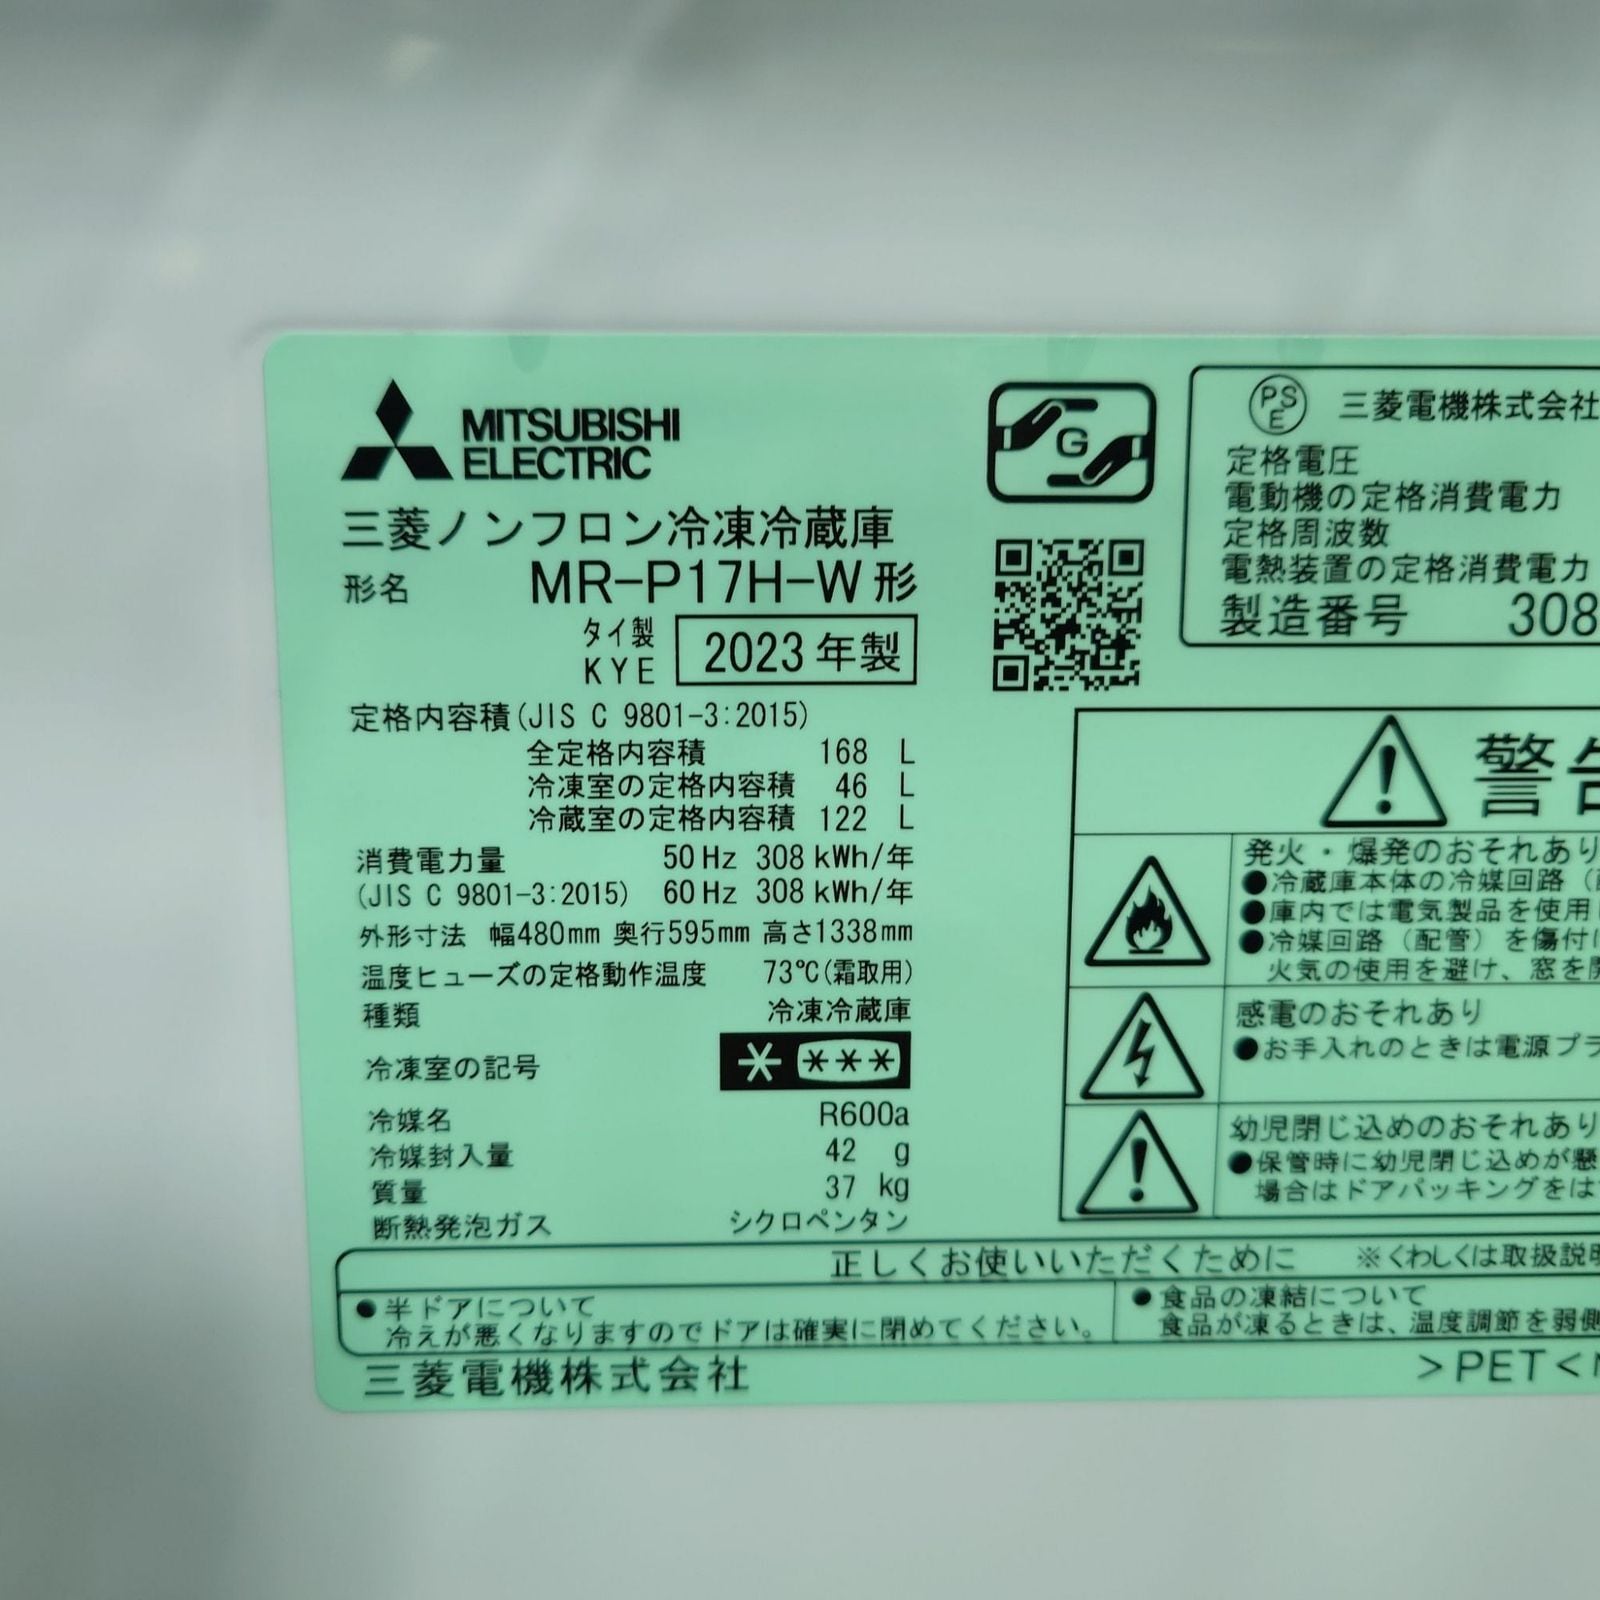 MITSUBISHI
ELECTRIC
三菱ノンフロン冷凍冷蔵庫
形名 MR-P17H-W形
タイ製
KYE
2023年製
定格内容積(JIS C 9801-3:2015)
全定格内容積 168 L
冷凍室の定格内容積 46 L
冷蔵室の定格内容積 122 L
消費電力量 50Hz 308kWh/年
(JIS C 9801-3:2015) 60Hz 308kWh/年
外形寸法 幅480mm 奥行595mm 高さ1338mm
温度ヒューズの定格動作温度 73℃(霜取用)
種類 冷凍冷蔵庫
冷凍室の記号 * ***
冷媒名 R600a
冷媒封入量 42 g
質量 37 kg
断熱発泡ガス シクロペンタン
G
PSE 三菱電機株式会社
定格電圧
電動機の定格消費電力
定格周波数
電熱装置の定格消費電力
製造番号 308
警告
発火・爆発のおそれあり
●冷蔵庫本体の冷媒回路(
●庫内では電気製品を使用
●冷媒回路(配管)を傷付け
火気の使用を避け、窓を開
感電のおそれあり
●お手入れのときは電源プラ
幼児閉じ込めのおそれあり
●保管時に幼児閉じ込めが懸
場合はドアパッキングをは
正しくお使いいただくために ※くわしくは取扱説明
●半ドアについて
冷えが悪くなりますのでドアは確実に閉めてください。
●食品の凍結について
食品が凍るときは、温度調節を弱側
三菱電機株式会社
>PET<